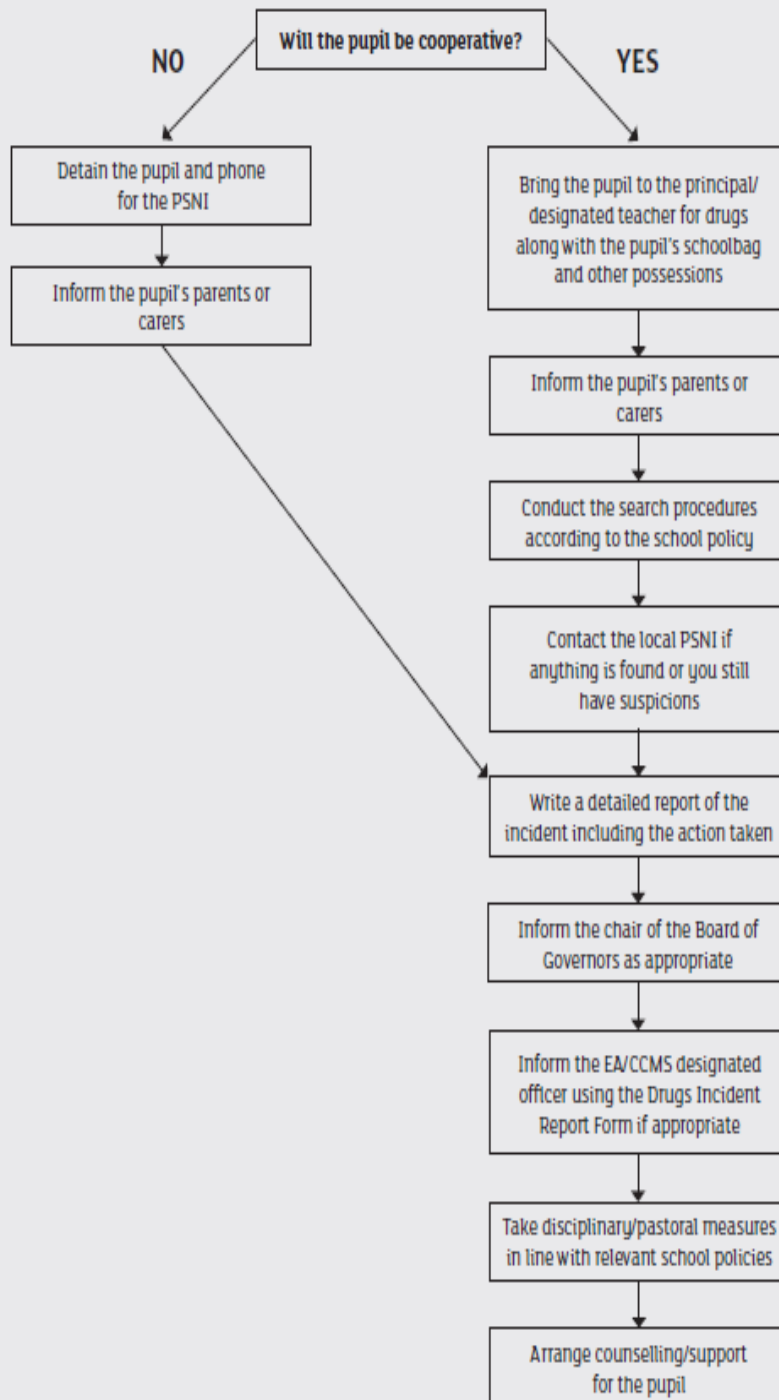 Will the pupil be cooperative?
NO
YES
Detain the pupil and phone
for the PSNI
Inform the pupil's parents or
carers
Bring the pupil to the principal/
designated teacher for drugs
along with the pupil's schoolbag
and other possessions
Inform the pupil's parents or
carers
Conduct the search procedures
according to the school policy
Contact the local PSNI if
anything is found or you still
have suspicions
Write a detailed report of the
incident including the action taken
Inform the chair of the Board of
Governors as appropriate
Inform the EA/CCMS designated
officer using the Drugs Incident
Report Form if appropriate
Take disciplinary/pastoral measures
in line with relevant school policies
Arrange counselling/support
for the pupil